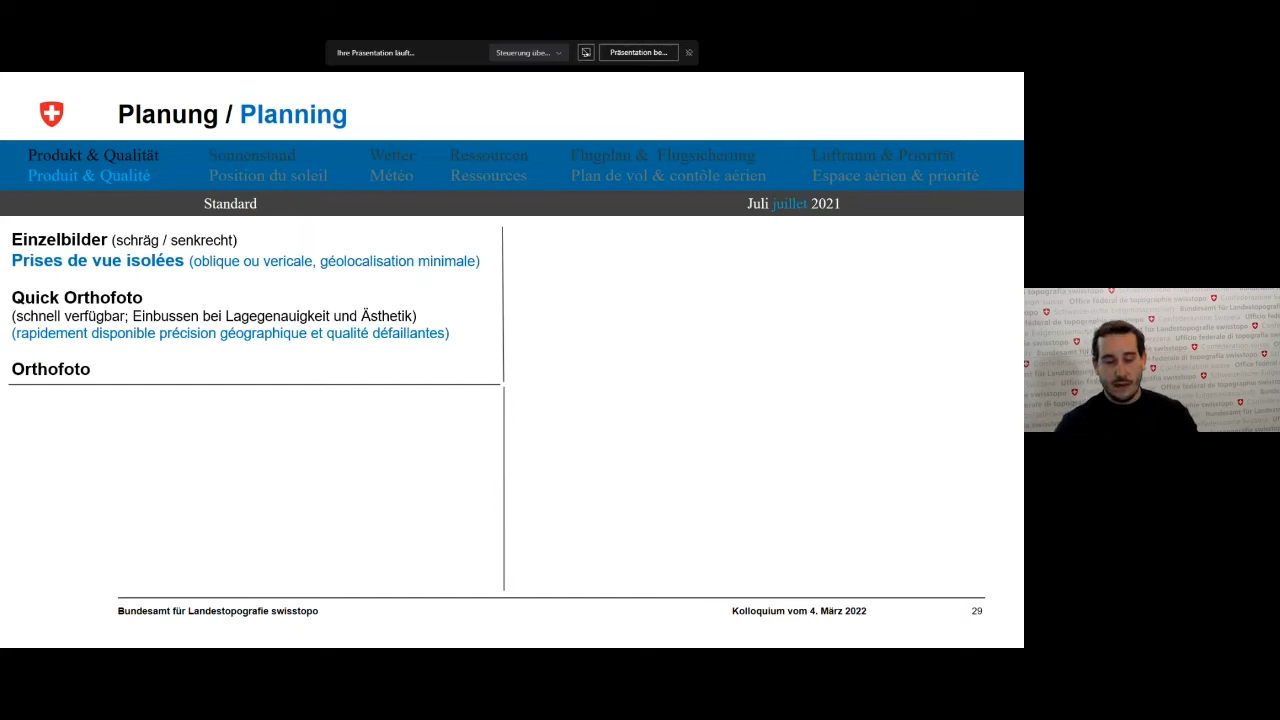 Ihre Präsentation läuft...
Steuerung übe...
Präsentation be...
Planung / Planning
Produkt & Qualität
Produit & Qualité
Sonnenstand
Position du soleil
Wetter
Météo
Ressourcen
Ressources
Flugplan & Flugsicherung
Plan de vol & contôle aérien
Luftraum & Priorität
Espace aérien & priorité
Standard
Juli juillet 2021
Einzelbilder (schräg / senkrecht)
Prises de vue isolées (oblique ou vericale, géolocalisation minimale)
Quick Orthofoto
(schnell verfügbar; Einbussen bei Lagegenauigkeit und Ästhetik)
(rapidement disponible précision géographique et qualité défaillantes)
Orthofoto
Bundesamt für Landestopografie swisstopo
Kolloquium vom 4. März 2022
29